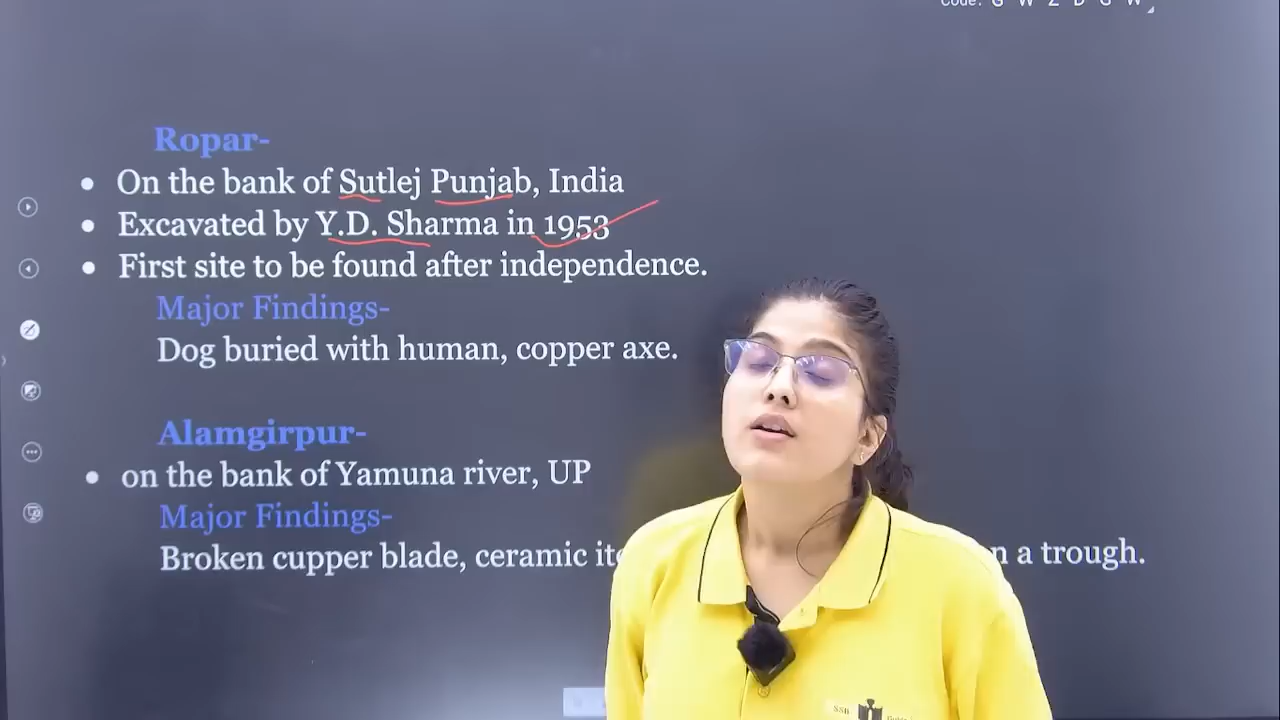 Code: G W Z D G W
Ropar-
• On the bank of Sutlej Punjab, India
• Excavated by Y.D. Sharma in 1953
• First site to be found after independence.
Major Findings-
Dog buried with human, copper axe.
Alamgirpur-
• on the bank of Yamuna river, UP
Major Findings-
Broken cupper blade, ceramic a trough.
SSB